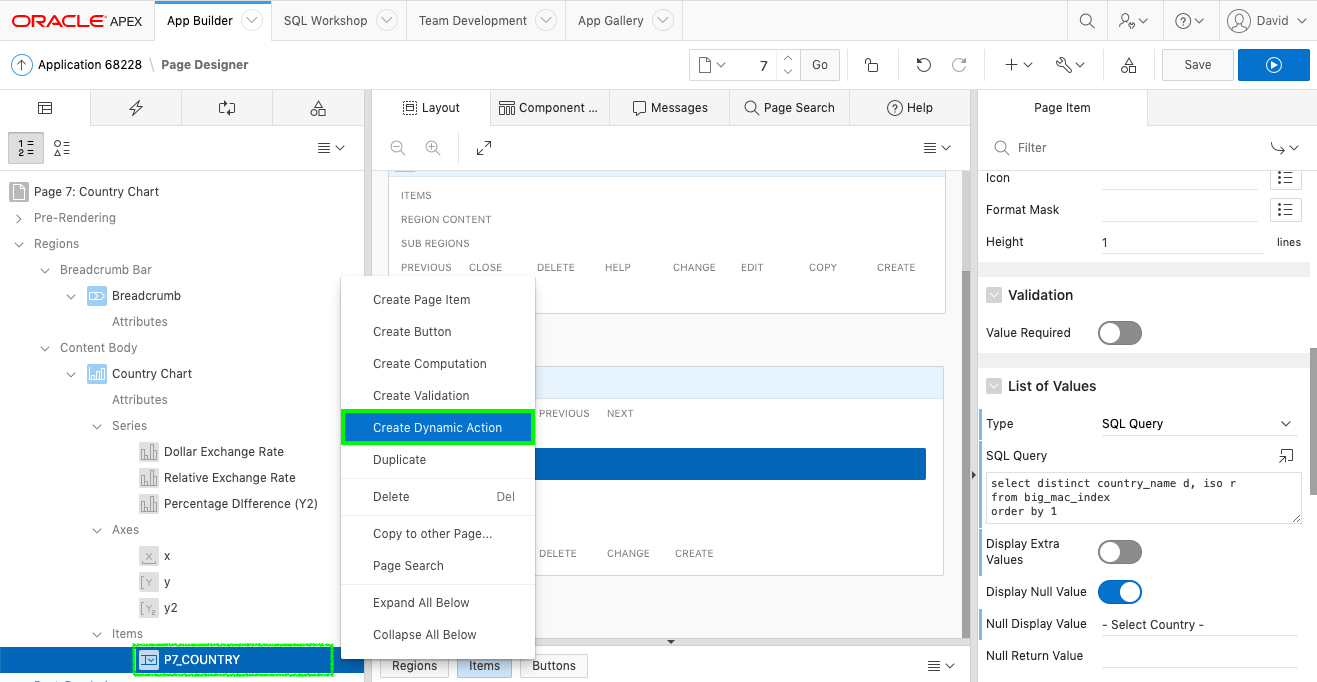 ORACLE APEX App Builder SQL Workshop Team Development App Gallery David
Application 68228 \ Page Designer 7 Go Save
Layout Component ... Messages Page Search Help Page Item
Filter
Page 7: Country Chart
Pre-Rendering
Regions
Breadcrumb Bar
Breadcrumb
Attributes
Content Body
Country Chart
Attributes
Series
Dollar Exchange Rate
Relative Exchange Rate
Percentage DIfference (Y2)
Axes
x
y
y2
Items
P7_COUNTRY
ITEMS
REGION CONTENT
SUB REGIONS
PREVIOUS CLOSE DELETE HELP CHANGE EDIT COPY CREATE
PREVIOUS NEXT
DELETE CHANGE CREATE
Create Page Item
Create Button
Create Computation
Create Validation
Create Dynamic Action
Duplicate
Delete Del
Copy to other Page...
Page Search
Expand All Below
Collapse All Below
Regions Items Buttons
Icon
Format Mask
Height 1 lines
Validation
Value Required
List of Values
Type SQL Query
SQL Query
select distinct country_name d, iso r
from big_mac_index
order by 1
Display Extra
Values
Display Null Value
Null Display Value - Select Country -
Null Return Value